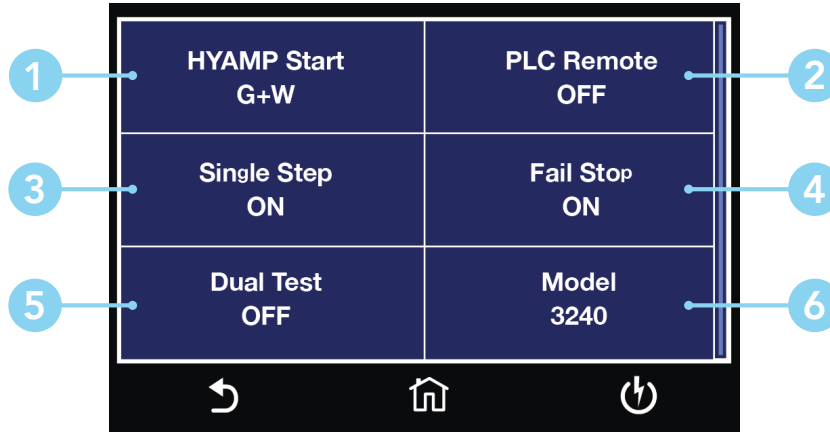 1
HYAMP Start
G+W
PLC Remote
OFF
2
3
Single Step
ON
Fail Stop
ON
4
5
Dual Test
OFF
Model
3240
6